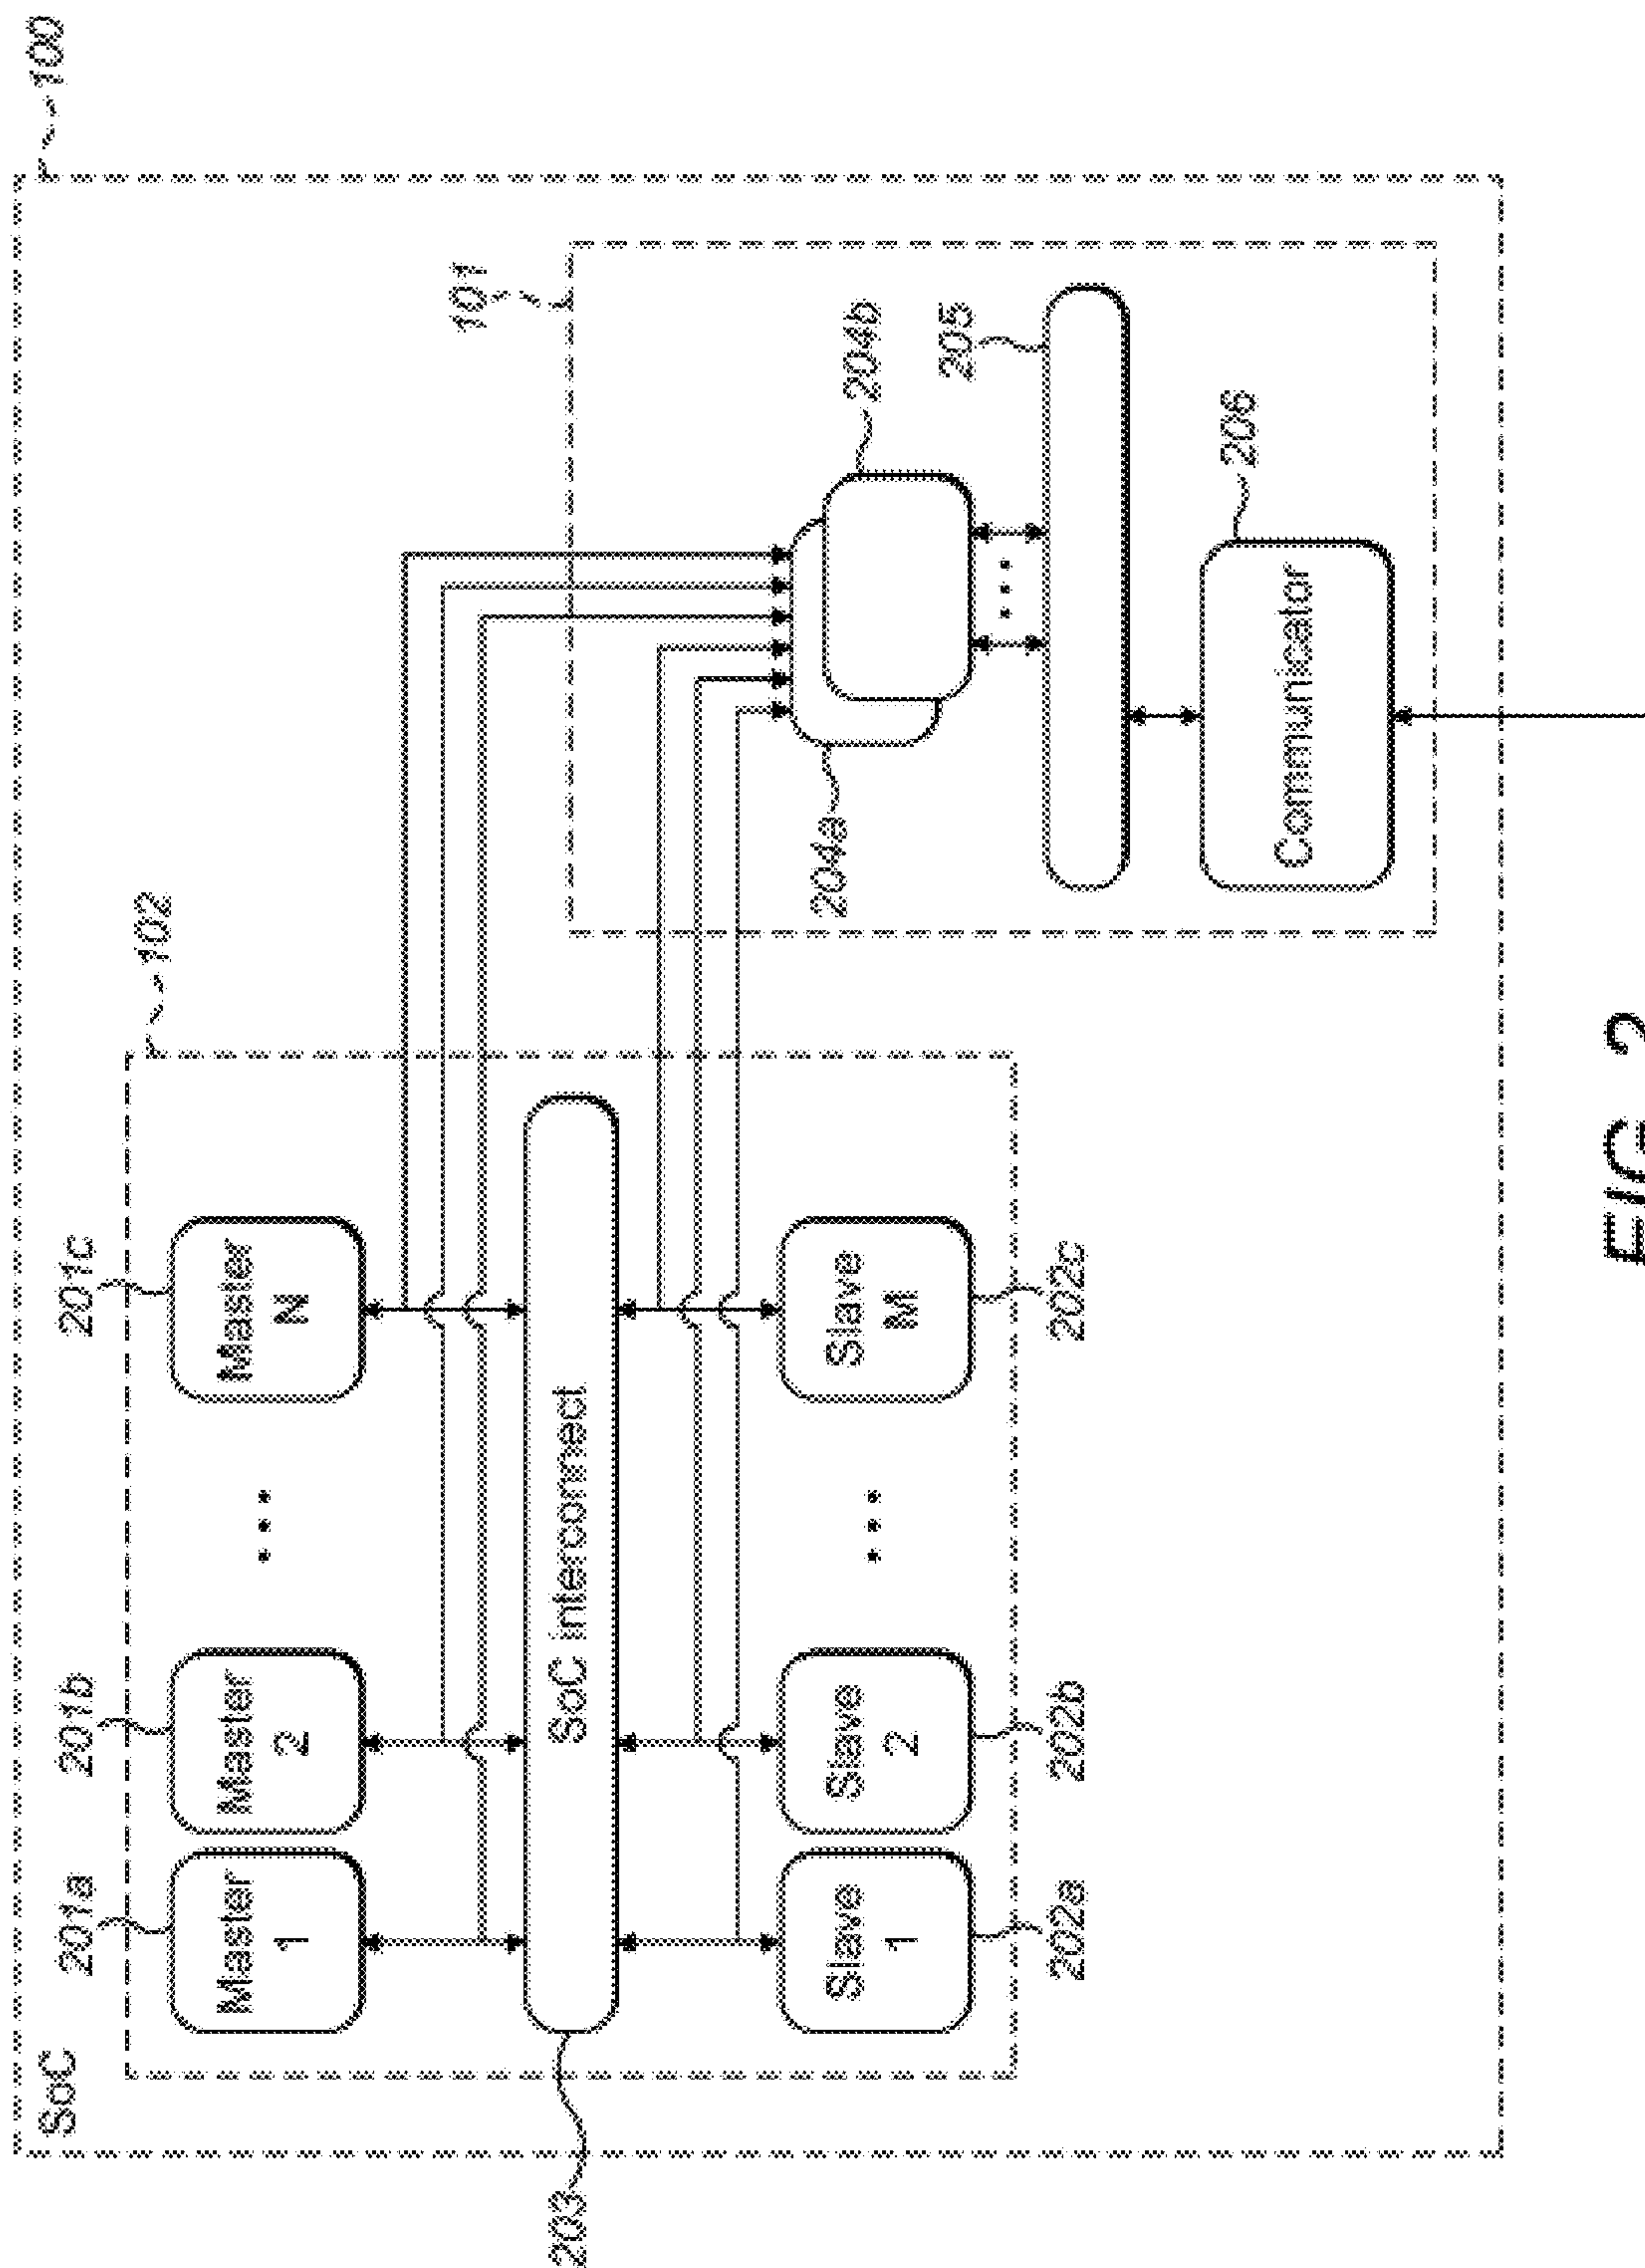 SoC
100
102
101
201a
201b
201c
Master
1
Master
2
...
Master
N
203
SoC interconnect
Slave
1
Slave
2
...
Slave
M
202a
202b
202c
204a
204b
...
205
206
Communicator
FIG. 2